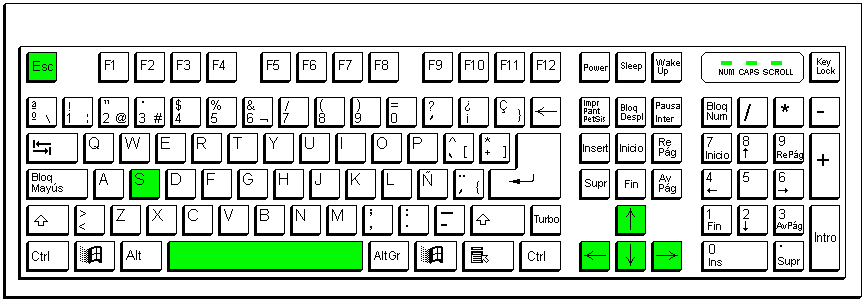 Esc F1 F2 F3 F4 F5 F6 F7 F8 F9 F10 F11 F12 Power Sleep Wake Up NUM CAPS SCROLL Key Lock
ª º \ ! 1 ¦ " 2 @ · 3 # $ 4 % 5 & 6 ¬ / 7 ( 8 ) 9 = 0 ? ' ¿ ¡ Ç } ← Impr Pant PetSis Bloq Despl Pausa Inter Bloq Num / * -
Q W E R T Y U I O P ^ ` [ * + ] Insert Inicio Re Pág 7 Inicio 8 ↑ 9 RePág +
Bloq Mayús A S D F G H J K L Ñ ¨ ´ { Supr Fin Av Pág 4 ← 5 6 →
> < Z X C V B N M ; , : . _ - Turbo ↑ 1 Fin 2 ↓ 3 AvPág Intro
Ctrl Alt AltGr Ctrl ← ↓ → 0 Ins . Supr